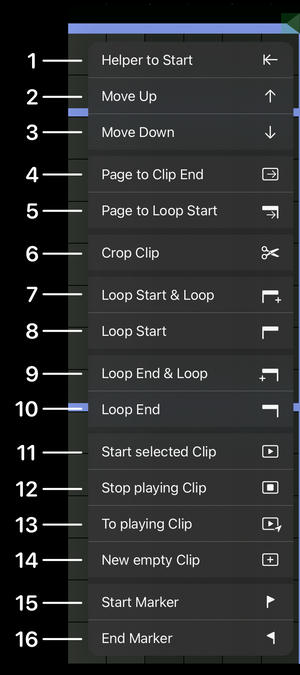 1 Helper to Start
2 Move Up
3 Move Down
4 Page to Clip End
5 Page to Loop Start
6 Crop Clip
7 Loop Start & Loop
8 Loop Start
9 Loop End & Loop
10 Loop End
11 Start selected Clip
12 Stop playing Clip
13 To playing Clip
14 New empty Clip
15 Start Marker
16 End Marker